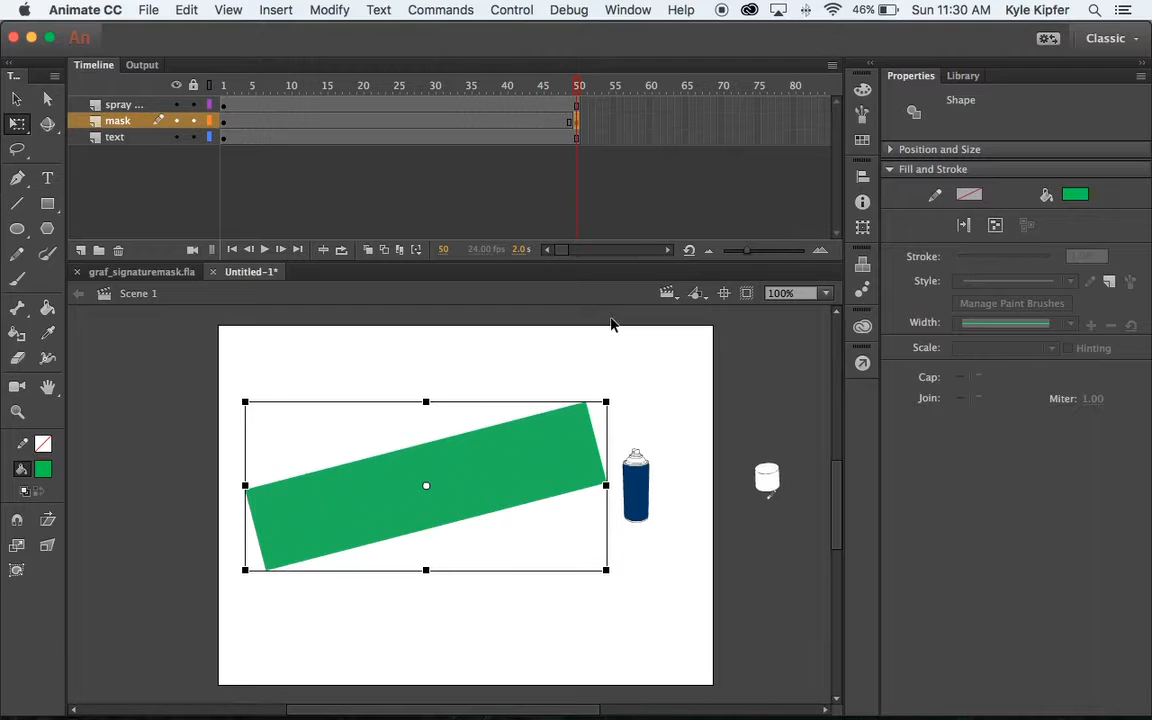 Animate CC File Edit View Insert Modify Text Commands Control Debug Window Help 46% Sun 11:30 AM Kyle Kipfer
An Classic
Timeline Output
T...
Properties Library
1 5 10 15 20 25 30 35 40 45 50 55 60 65 70 75 80
Shape
spray ...
mask
text
Position and Size
Fill and Stroke
50 24.00 fps 2.0 s
Stroke:
graf_signaturemask.fla Untitled-1*
Style:
Scene 1 100%
Manage Paint Brushes
Width:
Scale: Hinting
Cap:
Join: Miter: 1.00